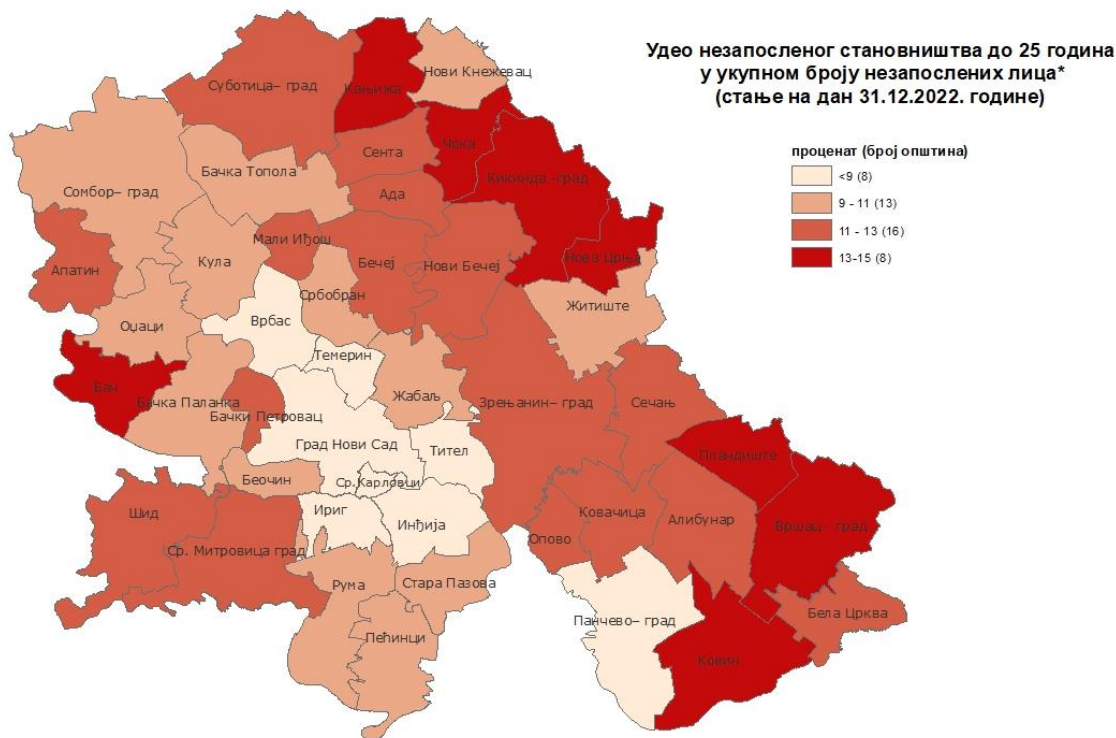 Удео незапосленог становништва до 25 година
у укупном броју незапослених лица*
(стање на дан 31.12.2022. године)
проценат (број општина)
<9 (8)
9 - 11 (13)
11 - 13 (16)
13-15 (8)
Нови Кнежевац
Суботица– град
Кањижа
Чока
Сента
Бачка Топола
Кикинда -град
Сомбор– град
Ада
Мали Иђош
Кула
Бечеј
Нови Бечеј
Нова Црња
Апатин
Србобран
Житиште
Врбас
Оџаци
Темерин
Бач
Жабаљ
Бачка Паланка
Зрењанин– град
Сечањ
Бачки Петровац
Град Нови Сад
Тител
Пландиште
Беочин
Ср.Карловци
Ковачица
Шид
Ириг
Инђија
Алибунар
Вршац - град
Опово
Ср. Митровица град
Рума
Стара Пазова
Бела Црква
Панчево– град
Пећинци
Ковин